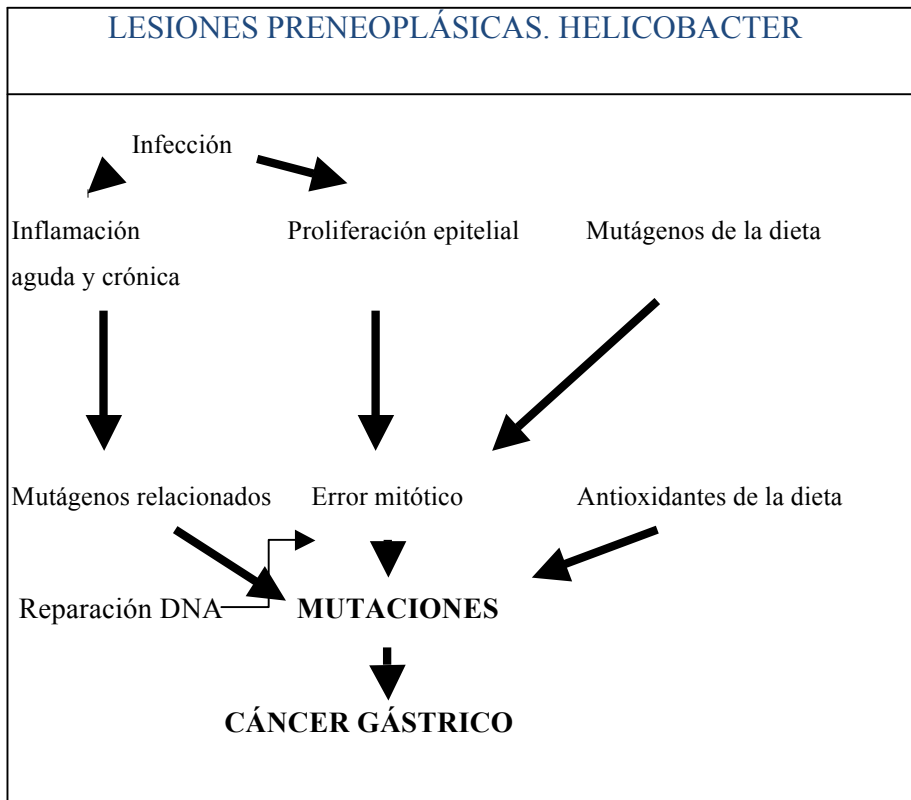 LESIONES PRENEOPLÁSICAS. HELICOBACTER
Infección
Inflamación
aguda y crónica
Proliferación epitelial
Mutágenos de la dieta
Mutágenos relacionados
Error mitótico
Antioxidantes de la dieta
Reparación DNA
MUTACIONES
CÁNCER GÁSTRICO